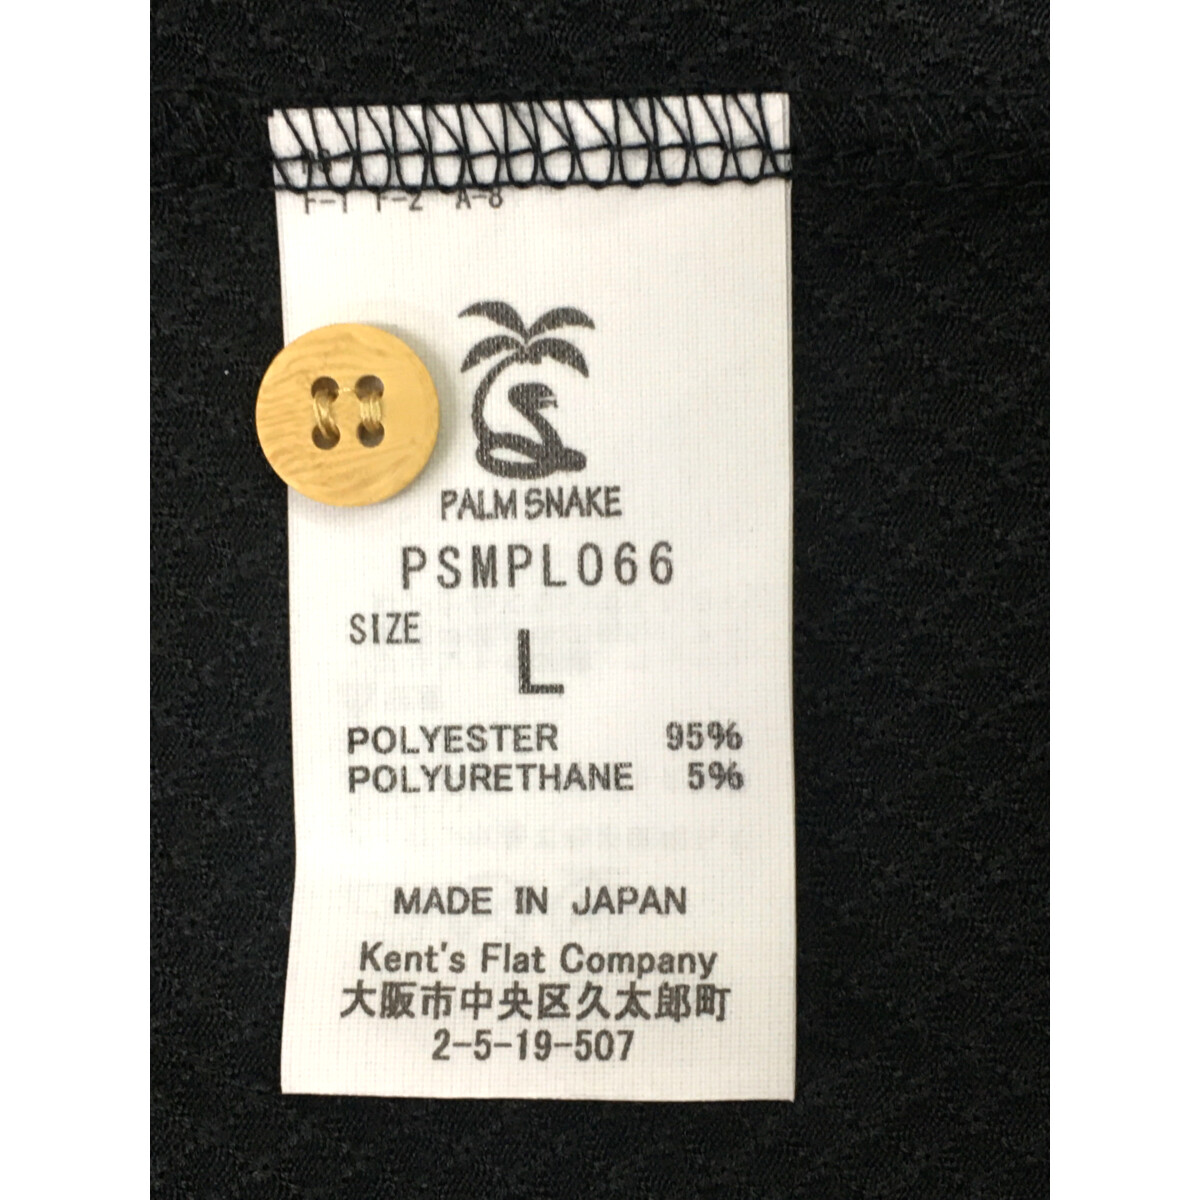 F-1 F-2 A-8
PALM SNAKE
PSMPL066
SIZE
L
POLYESTER 95%
POLYURETHANE 5%
MADE IN JAPAN
Kent's Flat Company
大阪市中央区久太郎町
2-5-19-507